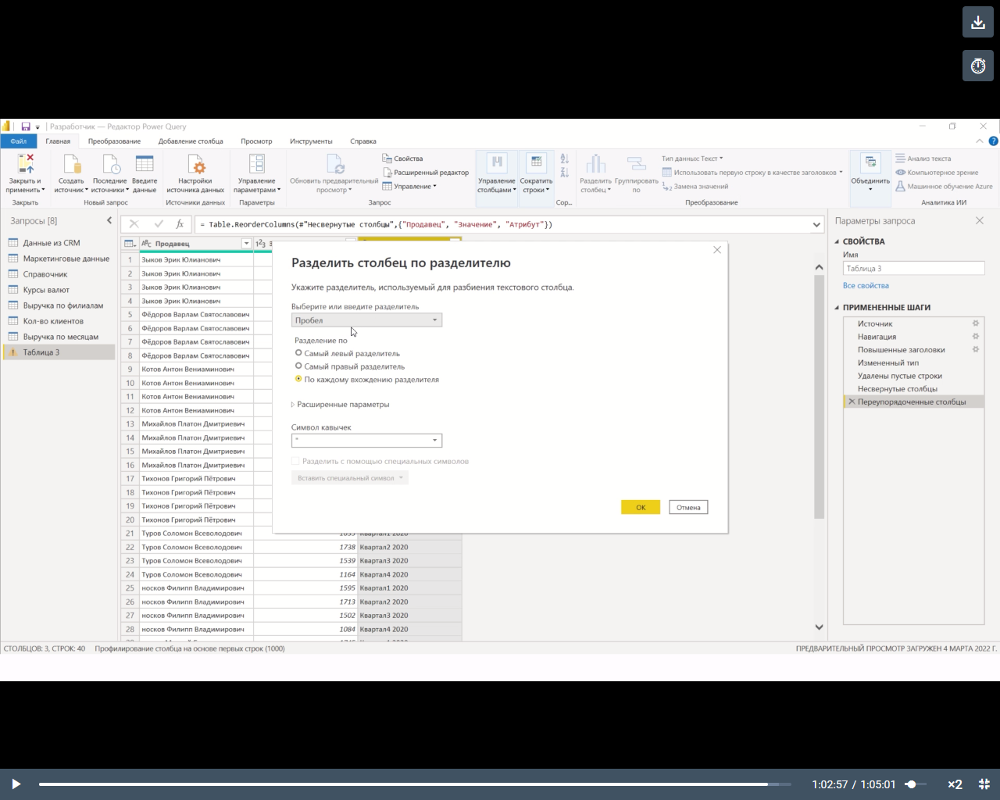 Разработчик — Редактор Power Query
Файл Главная Преобразование Добавление столбца Просмотр Инструменты Справка
Закрыть и применить
Создать источник
Последние источники
Введите данные
Настройки источника данных
Управление параметрами
Обновить предварительный просмотр
Свойства
Расширенный редактор
Управление
Управление столбцами
Сократить строки
Разделить столбец
Группировать по
Тип данных: Текст
Использовать первую строку в качестве заголовков
Замена значений
Объединить
Анализ текста
Компьютерное зрение
Машинное обучение Azure
Закрыть Новый запрос Источники данных Параметры Запрос Сор... Преобразование Аналитика ИИ
Запросы [8]
Данные из CRM
Маркетинговые данные
Справочник
Курсы валют
Выручка по филиалам
Кол-во клиентов
Выручка по месяцам
Таблица 3
fx = Table.ReorderColumns(#"Несвернутые столбцы",{"Продавец", "Значение", "Атрибут"})
Продавец
1 Зыков Эрик Юлианович
2 Зыков Эрик Юлианович
3 Зыков Эрик Юлианович
4 Зыков Эрик Юлианович
5 Фёдоров Варлам Святославович
6 Фёдоров Варлам Святославович
7 Фёдоров Варлам Святославович
8 Фёдоров Варлам Святославович
9 Котов Антон Вениаминович
10 Котов Антон Вениаминович
11 Котов Антон Вениаминович
12 Котов Антон Вениаминович
13 Михайлов Платон Дмитриевич
14 Михайлов Платон Дмитриевич
15 Михайлов Платон Дмитриевич
16 Михайлов Платон Дмитриевич
17 Тихонов Григорий Пётрович
18 Тихонов Григорий Пётрович
19 Тихонов Григорий Пётрович
20 Тихонов Григорий Пётрович
21 Туров Соломон Всеволодович
22 Туров Соломон Всеволодович 1738 Квартал2 2020
23 Туров Соломон Всеволодович 1539 Квартал3 2020
24 Туров Соломон Всеволодович 1164 Квартал4 2020
25 носков Филипп Владимирович 1595 Квартал1 2020
26 носков Филипп Владимирович 1713 Квартал2 2020
27 носков Филипп Владимирович 1502 Квартал3 2020
28 носков Филипп Владимирович 1084 Квартал4 2020
Разделить столбец по разделителю
Укажите разделитель, используемый для разбиения текстового столбца.
Выберите или введите разделитель
Пробел
Разделение по
Самый левый разделитель
Самый правый разделитель
По каждому вхождению разделителя
Расширенные параметры
Символ кавычек
"
Разделить с помощью специальных символов
Вставить специальный символ
ОК Отмена
Параметры запроса
СВОЙСТВА
Имя
Таблица 3
Все свойства
ПРИМЕНЕННЫЕ ШАГИ
Источник
Навигация
Повышенные заголовки
Измененный тип
Удалены пустые строки
Несвернутые столбцы
Переупорядоченные столбцы
СТОЛБЦОВ: 3, СТРОК: 40 Профилирование столбца на основе первых строк (1000)
ПРЕДВАРИТЕЛЬНЫЙ ПРОСМОТР ЗАГРУЖЕН 4 МАРТА 2022 Г.
1:02:57 / 1:05:01 ×2